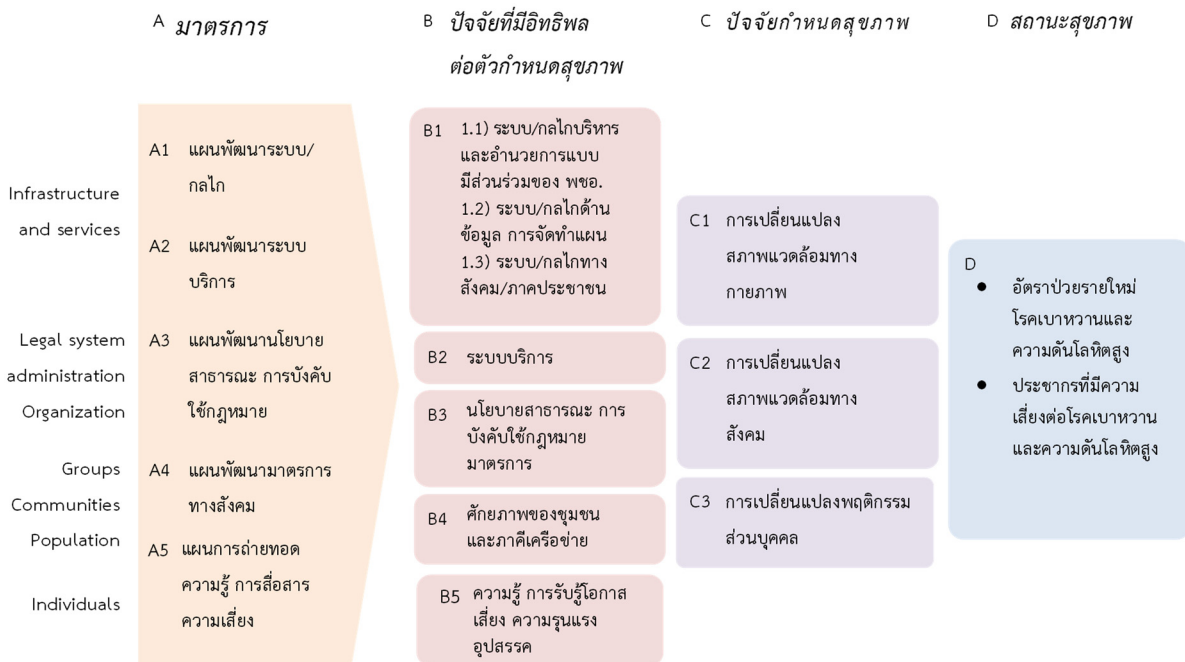 A มาตรการ
B ปัจจัยที่มีอิทธิพล
ต่อตัวกำหนดสุขภาพ
C ปัจจัยกำหนดสุขภาพ
D สถานะสุขภาพ
Infrastructure
and services
Legal system
administration
Organization
Groups
Communities
Population
Individuals
A1 แผนพัฒนาระบบ/
กลไก
A2 แผนพัฒนาระบบ
บริการ
A3 แผนพัฒนานโยบาย
สาธารณะ การบังคับ
ใช้กฎหมาย
A4 แผนพัฒนามาตรการ
ทางสังคม
A5 แผนการถ่ายทอด
ความรู้ การสื่อสาร
ความเสี่ยง
B1 1.1) ระบบ/กลไกบริหาร
และอำนวยการแบบ
มีส่วนร่วมของ พชอ.
1.2) ระบบ/กลไกด้าน
ข้อมูล การจัดทำแผน
1.3) ระบบ/กลไกทาง
สังคม/ภาคประชาชน
B2 ระบบบริการ
B3 นโยบายสาธารณะ การ
บังคับใช้กฎหมาย
มาตรการ
B4 ศักยภาพของชุมชน
และภาคีเครือข่าย
B5 ความรู้ การรับรู้โอกาส
เสี่ยง ความรุนแรง
อุปสรรค
C1 การเปลี่ยนแปลง
สภาพแวดล้อมทาง
กายภาพ
C2 การเปลี่ยนแปลง
สภาพแวดล้อมทาง
สังคม
C3 การเปลี่ยนแปลงพฤติกรรม
ส่วนบุคคล
D
● อัตราป่วยรายใหม่
โรคเบาหวานและ
ความดันโลหิตสูง
● ประชากรที่มีความ
เสี่ยงต่อโรคเบาหวาน
และความดันโลหิตสูง